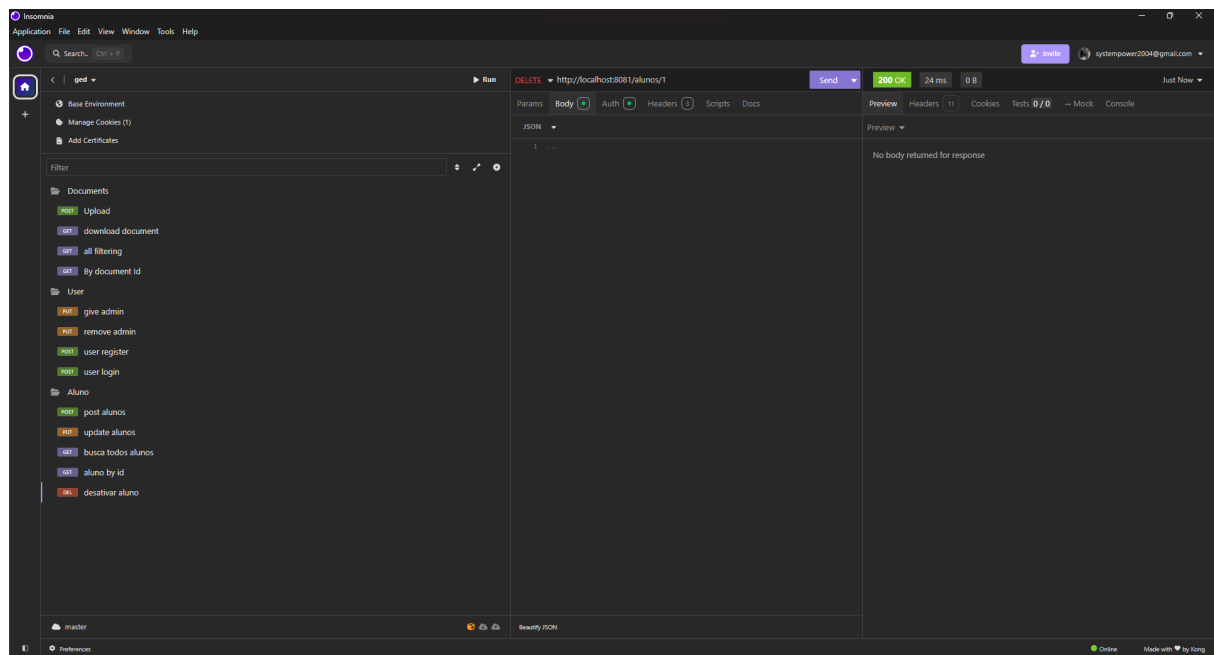 Insomnia
Application File Edit View Window Tools Help
Search.. Ctrl + P
Invite
systempower2004@gmail.com
ged
Run
DELETE http://localhost:8081/alunos/1
Send
200 OK 24 ms 0 B
Just Now
Base Environment
Manage Cookies (1)
Add Certificates
Params Body Auth Headers 3 Scripts Docs
Preview Headers 11 Cookies Tests 0 / 0 → Mock Console
JSON
Preview
1 ...
No body returned for response
Filter
Documents
POST Upload
GET download document
GET all filtering
GET By document Id
User
PUT give admin
PUT remove admin
POST user register
POST user login
Aluno
POST post alunos
PUT update alunos
GET busca todos alunos
GET aluno by id
DEL desativar aluno
master
Beautify JSON
Preferences
Online
Made with ♥ by Kong